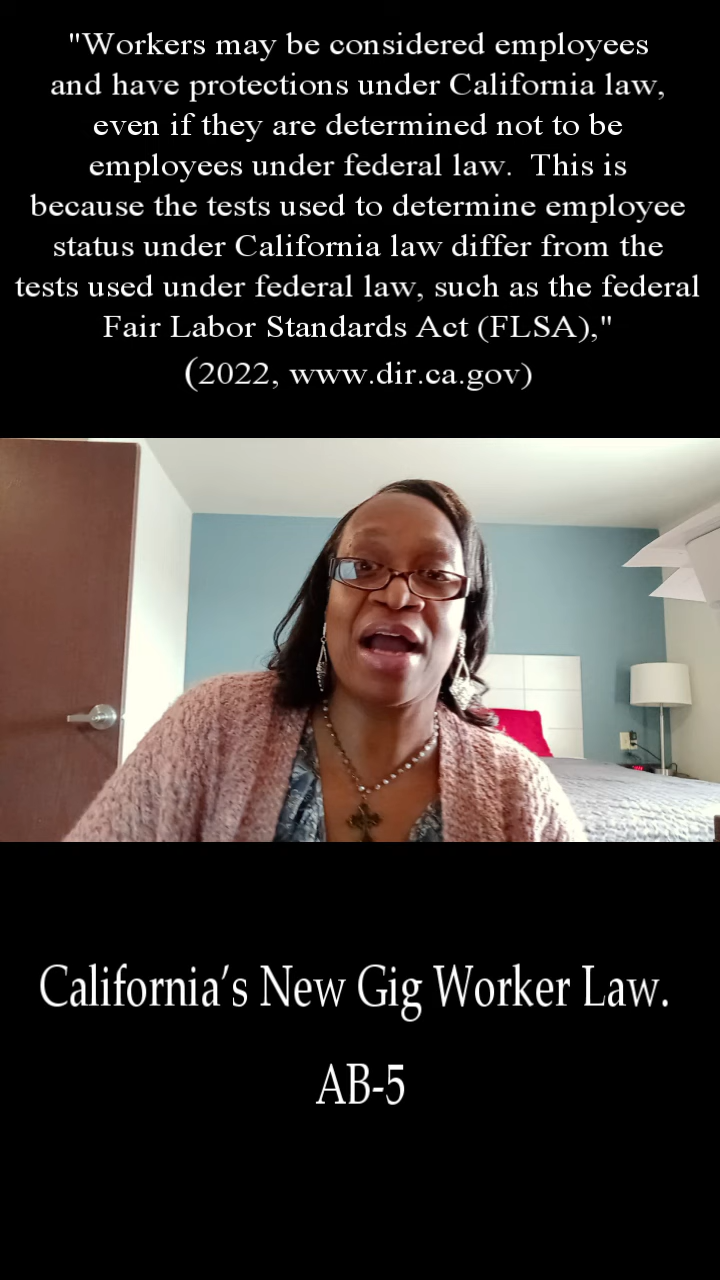 "Workers may be considered employees
and have protections under California law,
even if they are determined not to be
employees under federal law.  This is
because the tests used to determine employee
status under California law differ from the
tests used under federal law, such as the federal
Fair Labor Standards Act (FLSA),"
(2022, www.dir.ca.gov)
California's New Gig Worker Law.
AB-5